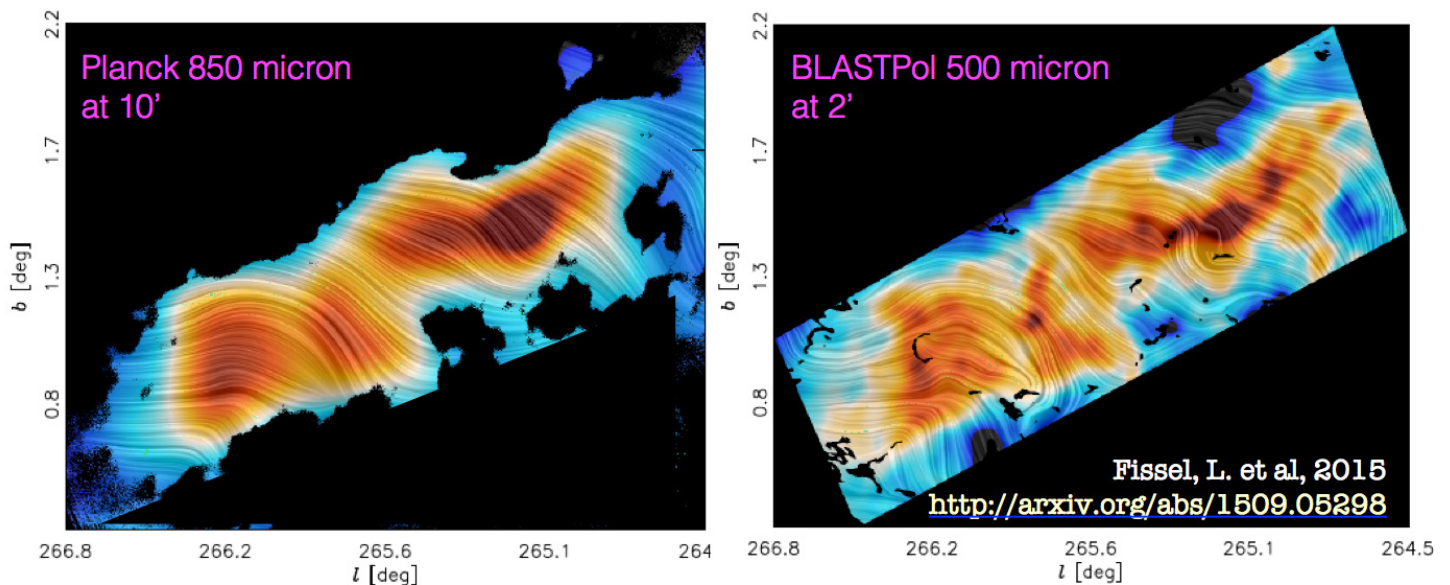 Planck 850 micron
at 10’
2.2
1.7
1.3
0.8
b [deg]
266.8 266.2 265.6 265.1 264
l [deg]
BLASTPol 500 micron
at 2’
2.2
1.7
1.3
0.8
b [deg]
Fissel, L. et al, 2015
http://arxiv.org/abs/1509.05298
266.8 266.2 265.6 265.1 264.5
l [deg]